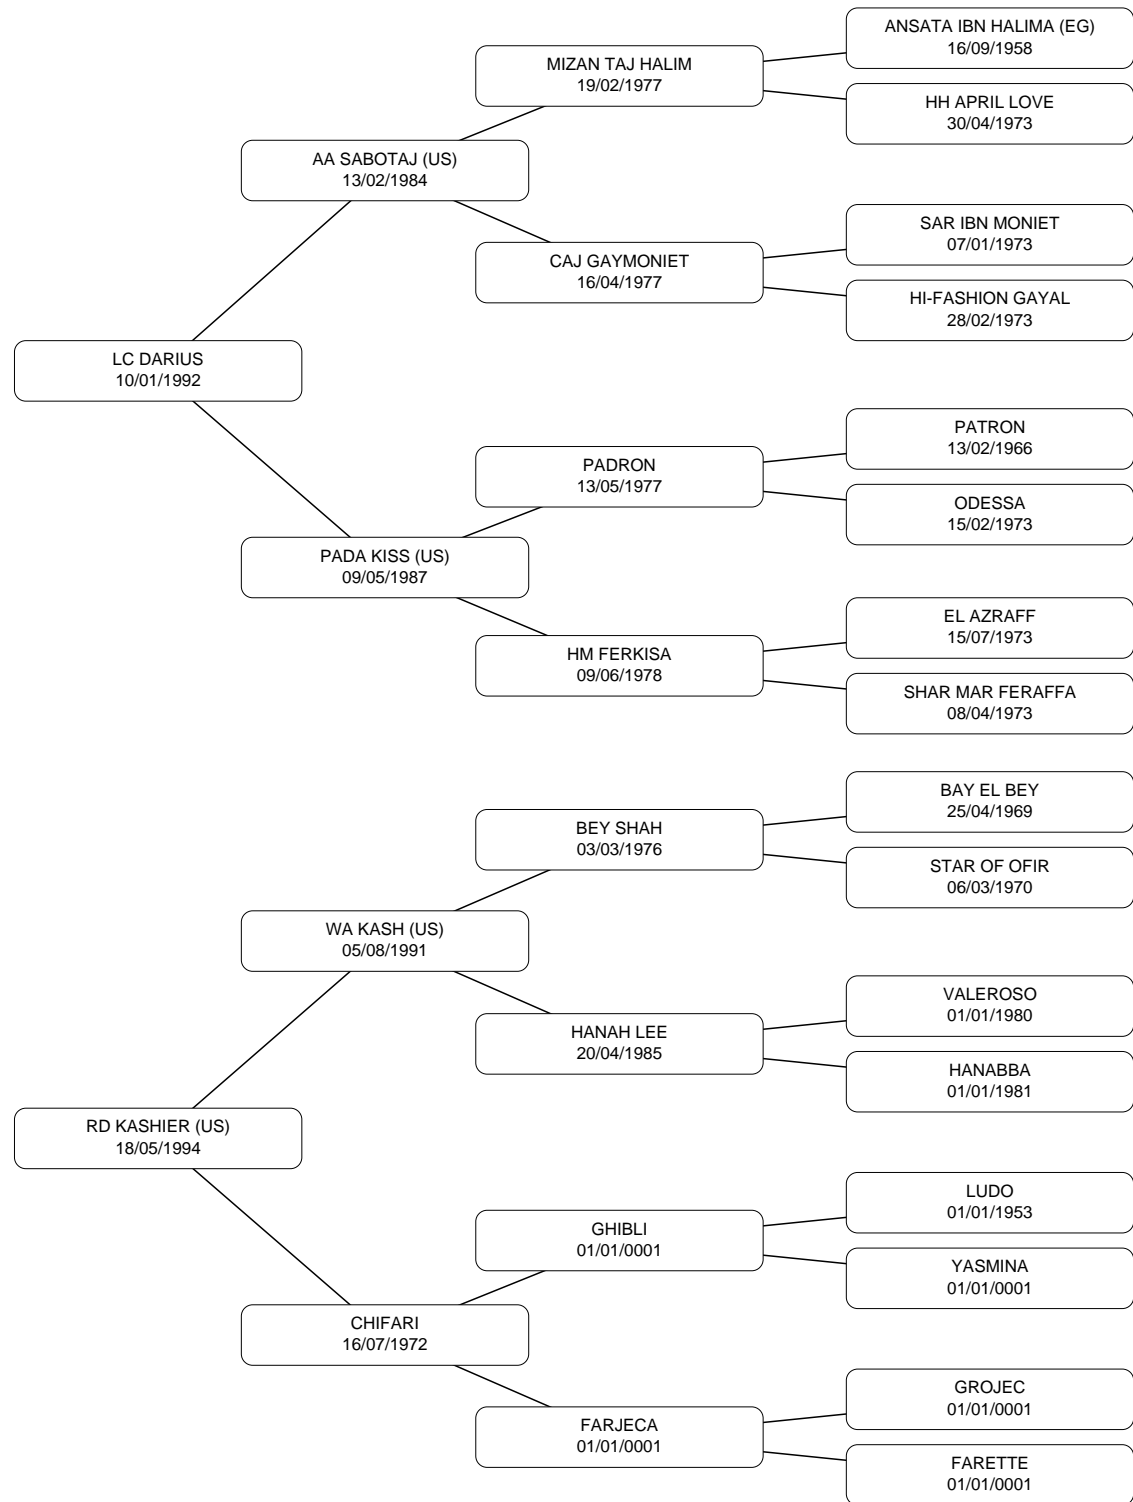 ANSATA IBN HALIMA (EG)
16/09/1958
MIZAN TAJ HALIM
19/02/1977
HH APRIL LOVE
30/04/1973
AA SABOTAJ (US)
13/02/1984
SAR IBN MONIET
07/01/1973
CAJ GAYMONIET
16/04/1977
HI-FASHION GAYAL
28/02/1973
LC DARIUS
10/01/1992
PATRON
13/02/1966
PADRON
13/05/1977
ODESSA
15/02/1973
PADA KISS (US)
09/05/1987
EL AZRAFF
15/07/1973
HM FERKISA
09/06/1978
SHAR MAR FERAFFA
08/04/1973
BAY EL BEY
25/04/1969
BEY SHAH
03/03/1976
STAR OF OFIR
06/03/1970
WA KASH (US)
05/08/1991
VALEROSO
01/01/1980
HANAH LEE
20/04/1985
HANABBA
01/01/1981
RD KASHIER (US)
18/05/1994
LUDO
01/01/1953
GHIBLI
01/01/0001
YASMINA
01/01/0001
CHIFARI
16/07/1972
GROJEC
01/01/0001
FARJECA
01/01/0001
FARETTE
01/01/0001